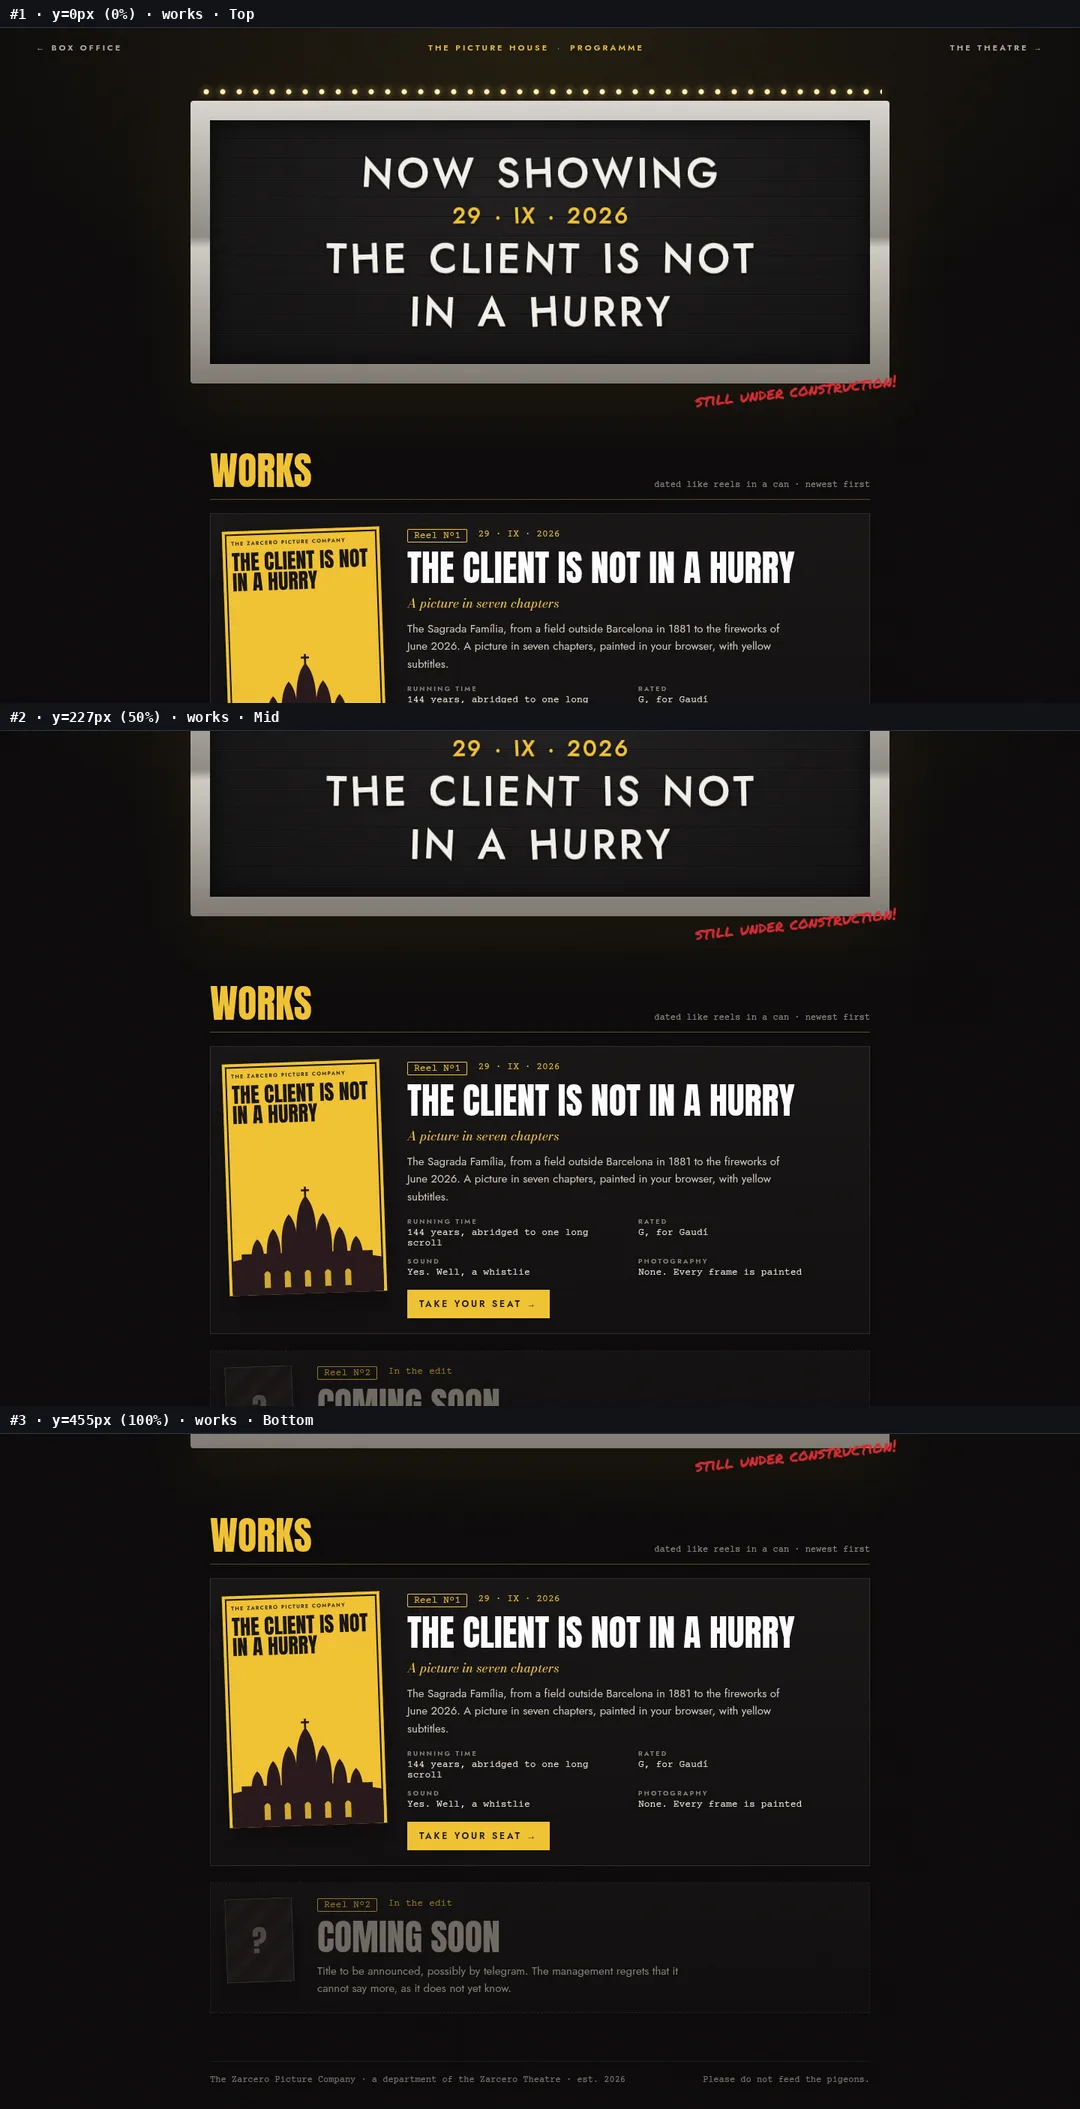 #1 · y=0px (0%) · works · Top
← BOX OFFICE
THE PICTURE HOUSE · PROGRAMME
THE THEATRE →
NOW SHOWING
29 · IX · 2026
THE CLIENT IS NOT
IN A HURRY
STILL UNDER CONSTRUCTION!
WORKS
dated like reels in a can · newest first
THE ZARCERO PICTURE COMPANY
THE CLIENT IS NOT
IN A HURRY
Reel Nº1
29 · IX · 2026
THE CLIENT IS NOT IN A HURRY
A picture in seven chapters
The Sagrada Família, from a field outside Barcelona in 1881 to the fireworks of
June 2026. A picture in seven chapters, painted in your browser, with yellow
subtitles.
RUNNING TIME
144 years, abridged to one long
RATED
G, for Gaudí
#2 · y=227px (50%) · works · Mid
29 · IX · 2026
THE CLIENT IS NOT
IN A HURRY
STILL UNDER CONSTRUCTION!
WORKS
dated like reels in a can · newest first
THE ZARCERO PICTURE COMPANY
THE CLIENT IS NOT
IN A HURRY
Reel Nº1
29 · IX · 2026
THE CLIENT IS NOT IN A HURRY
A picture in seven chapters
The Sagrada Família, from a field outside Barcelona in 1881 to the fireworks of
June 2026. A picture in seven chapters, painted in your browser, with yellow
subtitles.
RUNNING TIME
144 years, abridged to one long
scroll
RATED
G, for Gaudí
SOUND
Yes. Well, a whistlie
PHOTOGRAPHY
None. Every frame is painted
TAKE YOUR SEAT →
?
Reel Nº2
In the edit
COMING SOON
#3 · y=455px (100%) · works · Bottom
STILL UNDER CONSTRUCTION!
WORKS
dated like reels in a can · newest first
THE ZARCERO PICTURE COMPANY
THE CLIENT IS NOT
IN A HURRY
Reel Nº1
29 · IX · 2026
THE CLIENT IS NOT IN A HURRY
A picture in seven chapters
The Sagrada Família, from a field outside Barcelona in 1881 to the fireworks of
June 2026. A picture in seven chapters, painted in your browser, with yellow
subtitles.
RUNNING TIME
144 years, abridged to one long
scroll
RATED
G, for Gaudí
SOUND
Yes. Well, a whistlie
PHOTOGRAPHY
None. Every frame is painted
TAKE YOUR SEAT →
?
Reel Nº2
In the edit
COMING SOON
Title to be announced, possibly by telegram. The management regrets that it
cannot say more, as it does not yet know.
The Zarcero Picture Company · a department of the Zarcero Theatre · est. 2026
Please do not feed the pigeons.